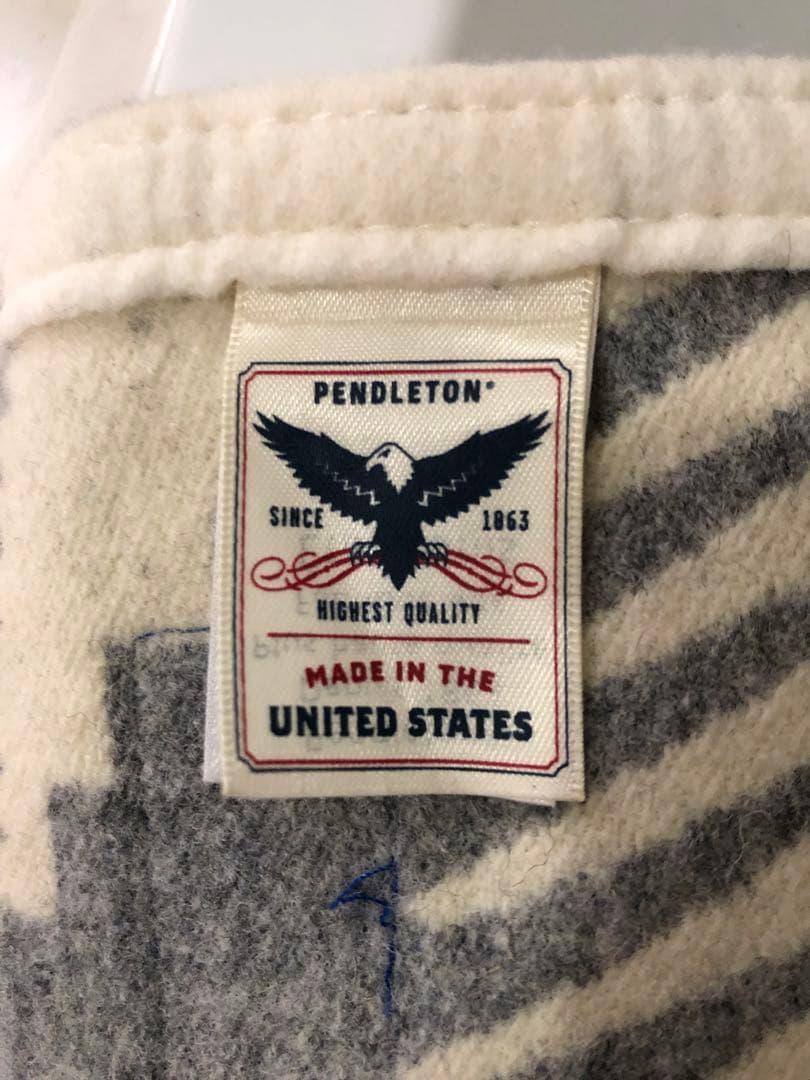 PENDLETON®
SINCE 1863
HIGHEST QUALITY
MADE IN THE
UNITED STATES